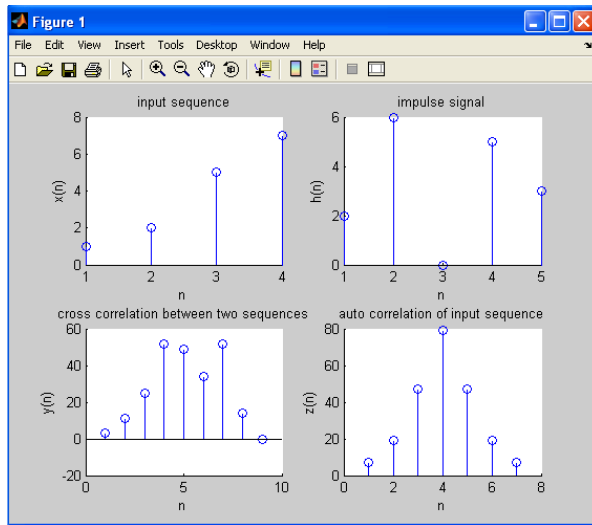 Figure 1
File Edit View Insert Tools Desktop Window Help
input sequence
8
6
4
2
0
x(n)
1 2 3 4
n
impulse signal
6
4
2
0
h(n)
1 2 3 4 5
n
cross correlation between two sequences
60
40
20
0
-20
y(n)
0 5 10
n
auto correlation of input sequence
80
60
40
20
0
z(n)
0 2 4 6 8
n